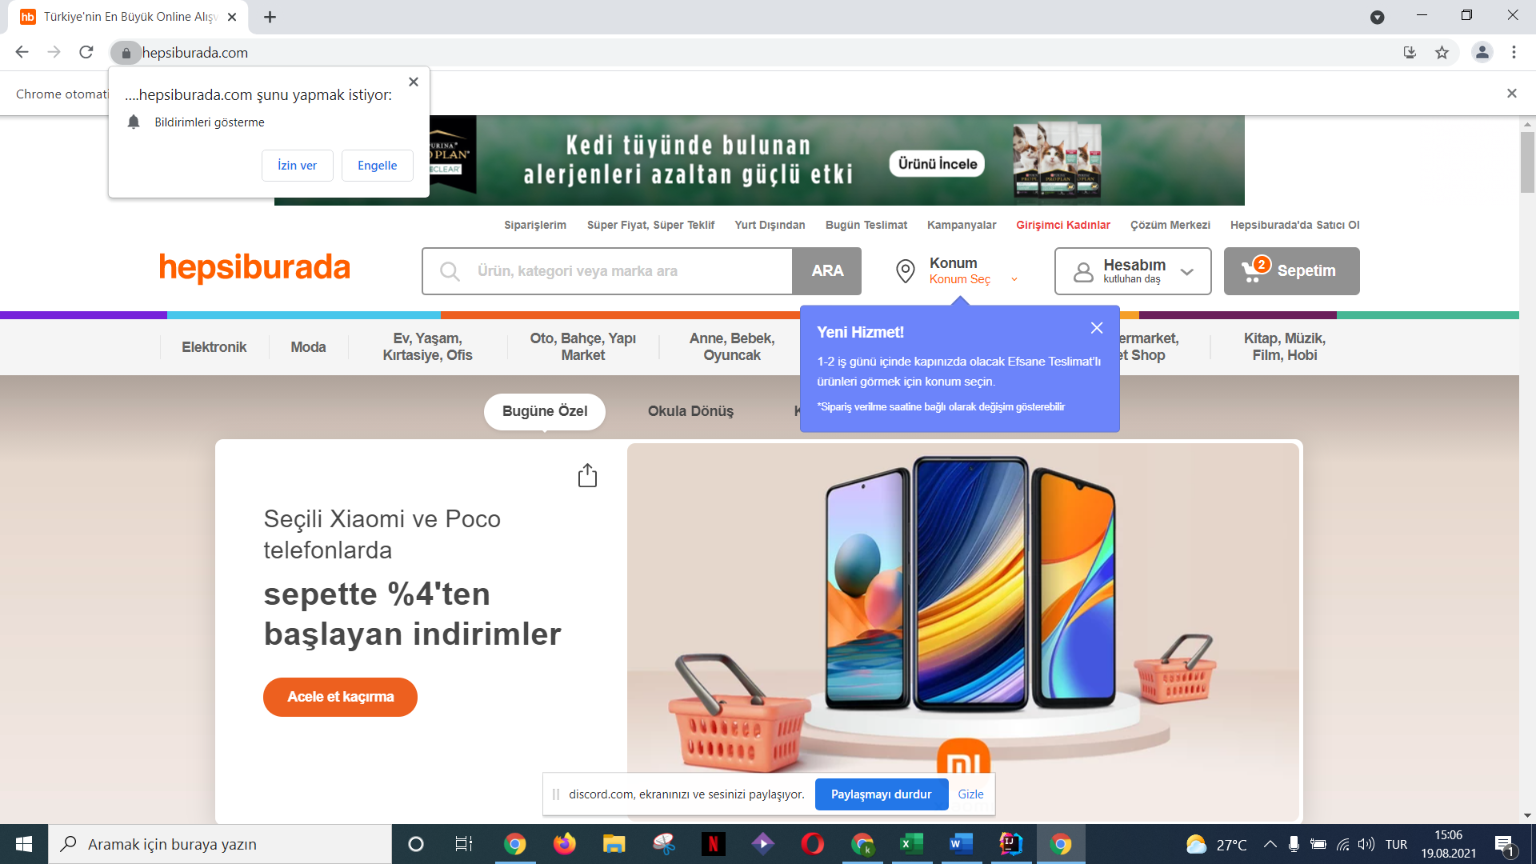 hb Türkiye'nin En Büyük Online Alışv
hepsiburada.com
Chrome otomati
....hepsiburada.com şunu yapmak istiyor:
Bildirimleri gösterme
İzin ver Engelle
Kedi tüyünde bulunan
alerjenleri azaltan güçlü etki
Ürünü İncele
Siparişlerim Süper Fiyat, Süper Teklif Yurt Dışından Bugün Teslimat Kampanyalar Girişimci Kadınlar Çözüm Merkezi Hepsiburada'da Satıcı Ol
hepsiburada
Ürün, kategori veya marka ara
ARA
Konum
Konum Seç
Hesabım
kutluhan daş
2 Sepetim
Elektronik
Moda
Ev, Yaşam,
Kırtasiye, Ofis
Oto, Bahçe, Yapı
Market
Anne, Bebek,
Oyuncak
ermarket,
et Shop
Kitap, Müzik,
Film, Hobi
Yeni Hizmet!
1-2 iş günü içinde kapınızda olacak Efsane Teslimat'lı
ürünleri görmek için konum seçin.
*Sipariş verilme saatine bağlı olarak değişim gösterebilir
Bugüne Özel Okula Dönüş
Seçili Xiaomi ve Poco
telefonlarda
sepette %4'ten
başlayan indirimler
Acele et kaçırma
discord.com, ekranınızı ve sesinizi paylaşıyor. Paylaşmayı durdur Gizle
Aramak için buraya yazın
27°C
TUR
15:06
19.08.2021
1